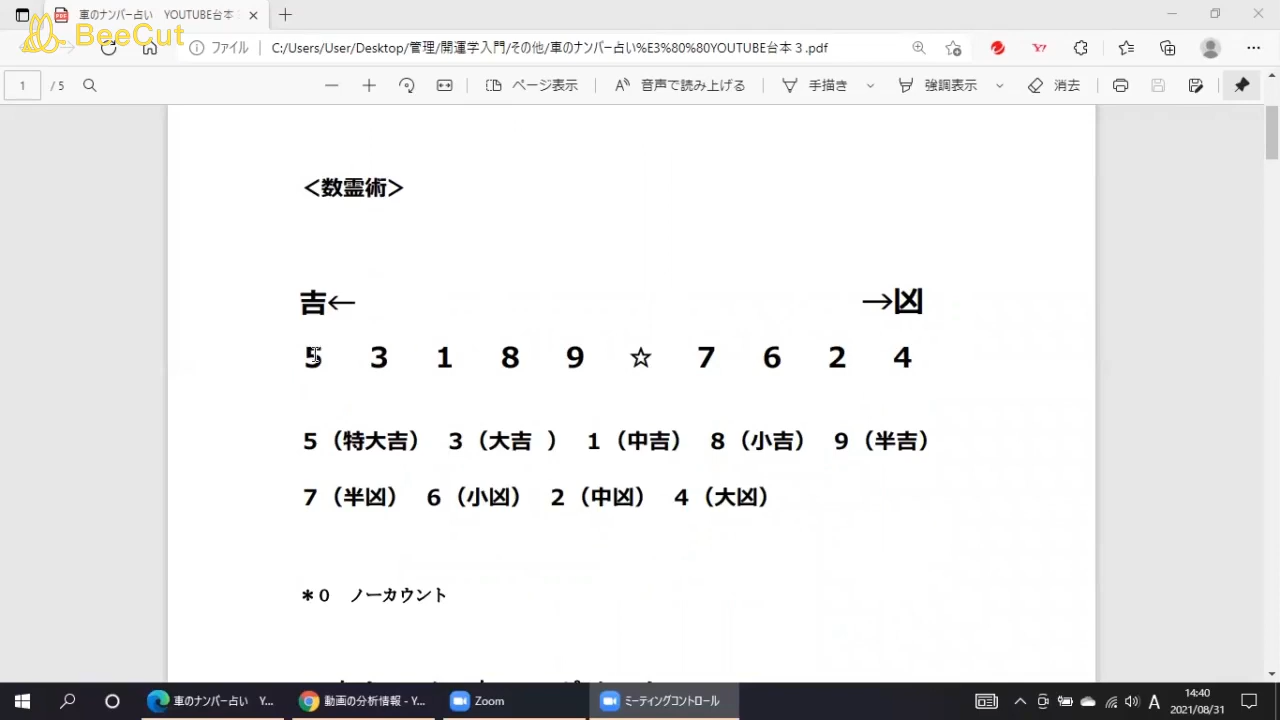 車のナンバー占い YOUTUBE台本
BeeCut
ファイル C:/Users/User/Desktop/管理/開運学入門/その他/車のナンバー占い%E3%80%80YOUTUBE台本３.pdf
1 / 5 ページ表示 音声で読み上げる 手描き 強調表示 消去
＜数霊術＞
吉← →凶
5 3 1 8 9 ☆ 7 6 2 4
5（特大吉） 3（大吉 ） 1（中吉） 8（小吉） 9（半吉）
7（半凶） 6（小凶） 2（中凶） 4（大凶）
＊０ ノーカウント
車のナンバー占い Y... 動画の分析情報 - Y... Zoom ミーティングコントロール A 14:40
2021/08/31